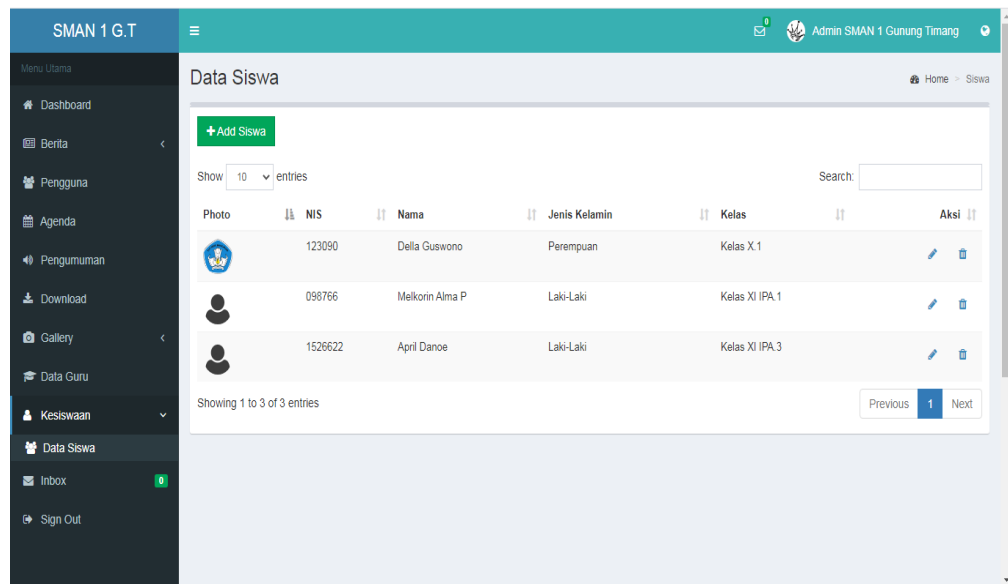 SMAN 1 G.T
0
Admin SMAN 1 Gunung Timang
Menu Utama
Dashboard
Berita
Pengguna
Agenda
Pengumuman
Download
Gallery
Data Guru
Kesiswaan
Data Siswa
Inbox 0
Sign Out
Data Siswa
Home > Siswa
+ Add Siswa
Show 10 entries
Search:
Photo NIS Nama Jenis Kelamin Kelas Aksi
123090 Della Guswono Perempuan Kelas X.1
098766 Melkorin Alma P Laki-Laki Kelas XI IPA.1
1526622 April Danoe Laki-Laki Kelas XI IPA.3
Showing 1 to 3 of 3 entries
Previous 1 Next